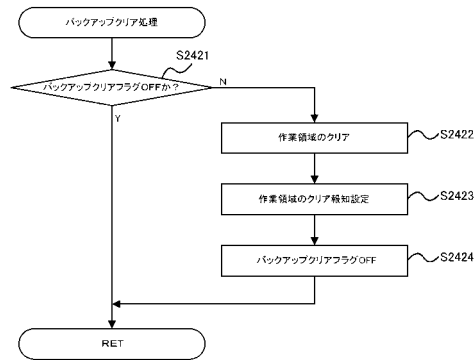 バックアップクリア処理
S2421
バックアップクリアフラグOFFか？
N
Y
作業領域のクリア
S2422
作業領域のクリア報知設定
S2423
バックアップクリアフラグOFF
S2424
RET